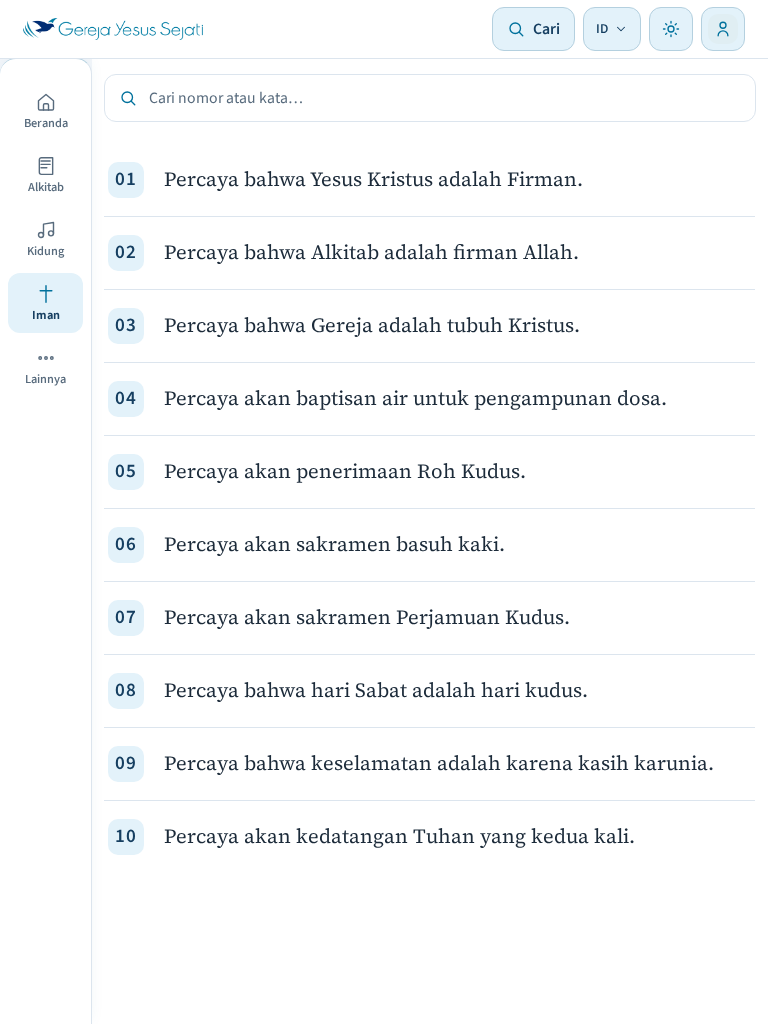 Gereja Yesus Sejati
Cari
ID
Beranda
Alkitab
Kidung
Iman
Lainnya
Cari nomor atau kata...
01 Percaya bahwa Yesus Kristus adalah Firman.
02 Percaya bahwa Alkitab adalah firman Allah.
03 Percaya bahwa Gereja adalah tubuh Kristus.
04 Percaya akan baptisan air untuk pengampunan dosa.
05 Percaya akan penerimaan Roh Kudus.
06 Percaya akan sakramen basuh kaki.
07 Percaya akan sakramen Perjamuan Kudus.
08 Percaya bahwa hari Sabat adalah hari kudus.
09 Percaya bahwa keselamatan adalah karena kasih karunia.
10 Percaya akan kedatangan Tuhan yang kedua kali.